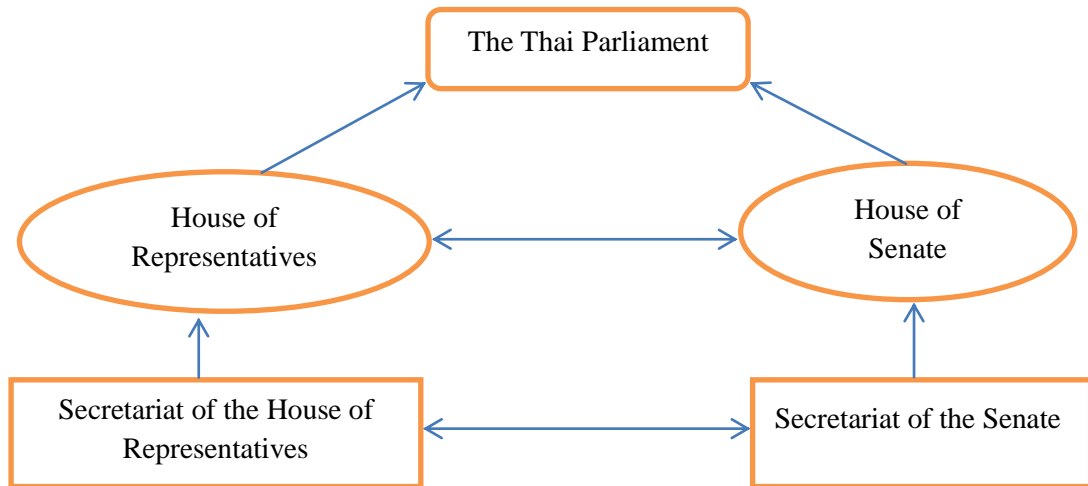 The Thai Parliament
House of
Representatives
House of
Senate
Secretariat of the House of
Representatives
Secretariat of the Senate